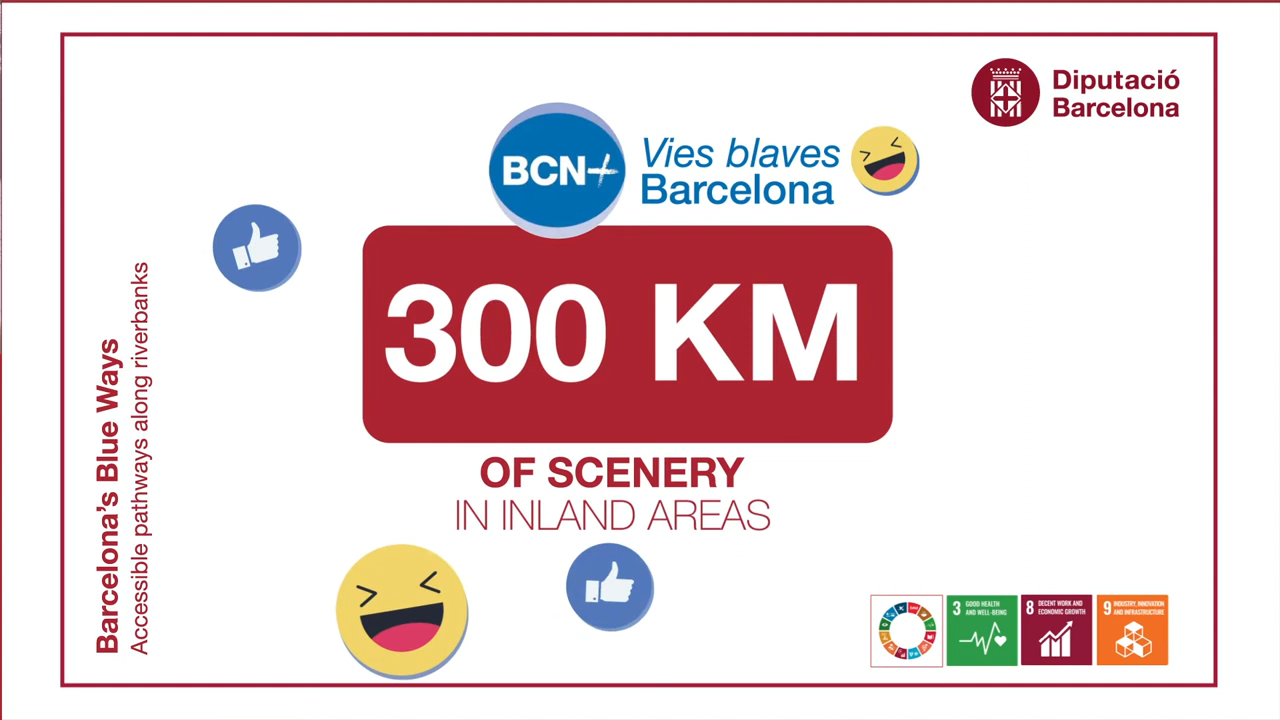 Diputació
Barcelona
BCN+
Vies blaves
Barcelona
300 KM
OF SCENERY
IN INLAND AREAS
Barcelona's Blue Ways
Accessible pathways along riverbanks
3 GOOD HEALTH
AND WELL-BEING
8 DECENT WORK AND
ECONOMIC GROWTH
9 INDUSTRY, INNOVATION
AND INFRASTRUCTURE